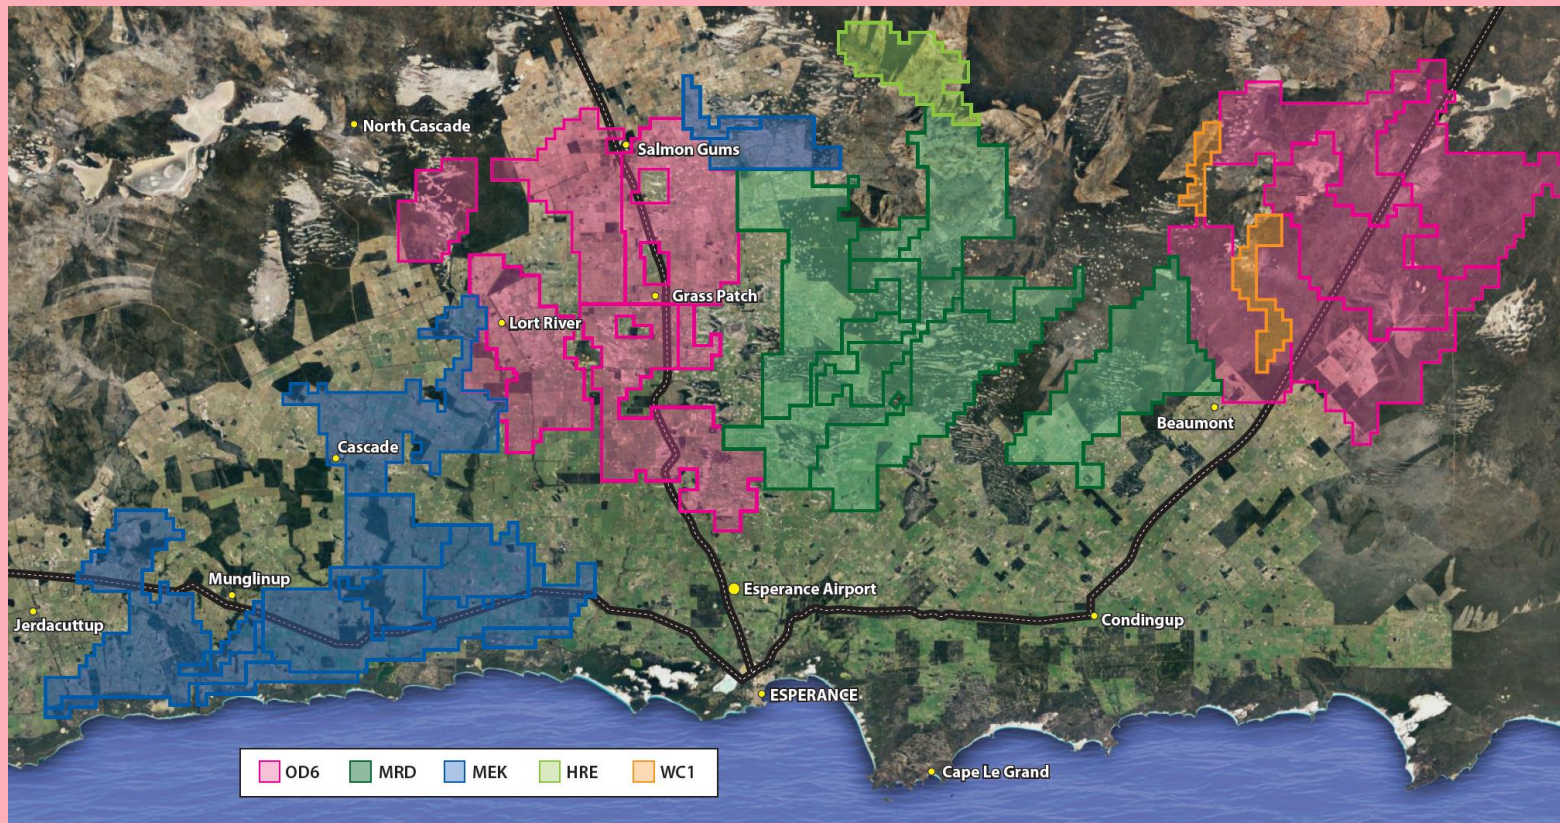 North Cascade
Salmon Gums
Grass Patch
Lort River
Beaumont
Cascade
Munglinup
Esperance Airport
Jerdacuttup
Condingup
ESPERANCE
Cape Le Grand
OD6 MRD MEK HRE WC1